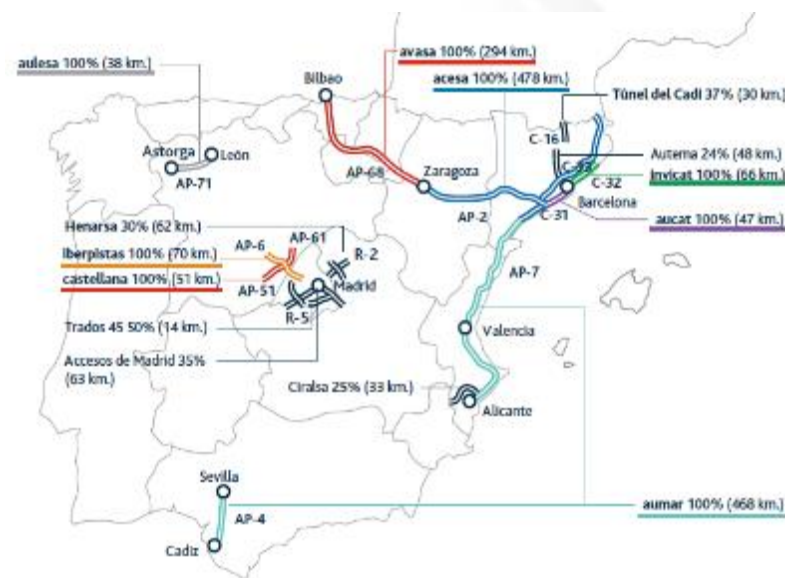 avasa 100% (294 km.)
aulesa 100% (38 km.)
acesa 100% (478 km.)
Bilbao
Túnel del Cadí 37% (30 km.)
C-16
Astorga
León
Autema 24% (48 km.)
AP-71
AP-68
Zaragoza
C-32
Invicat 100% (66 km.)
AP-2
C-31
Barcelona
Henarsa 30% (62 km.)
aucat 100% (47 km.)
AP-6
AP-61
R-2
Iberpistas 100% (70 km.)
AP-7
castellana 100% (51 km.)
AP-51
Madrid
R-5
Trados 45 50% (14 km.)
Valencia
Accesos de Madrid 35%
(63 km.)
Ciralsa 25% (33 km.)
Alicante
Sevilla
aumar 100% (468 km.)
AP-4
Cadiz